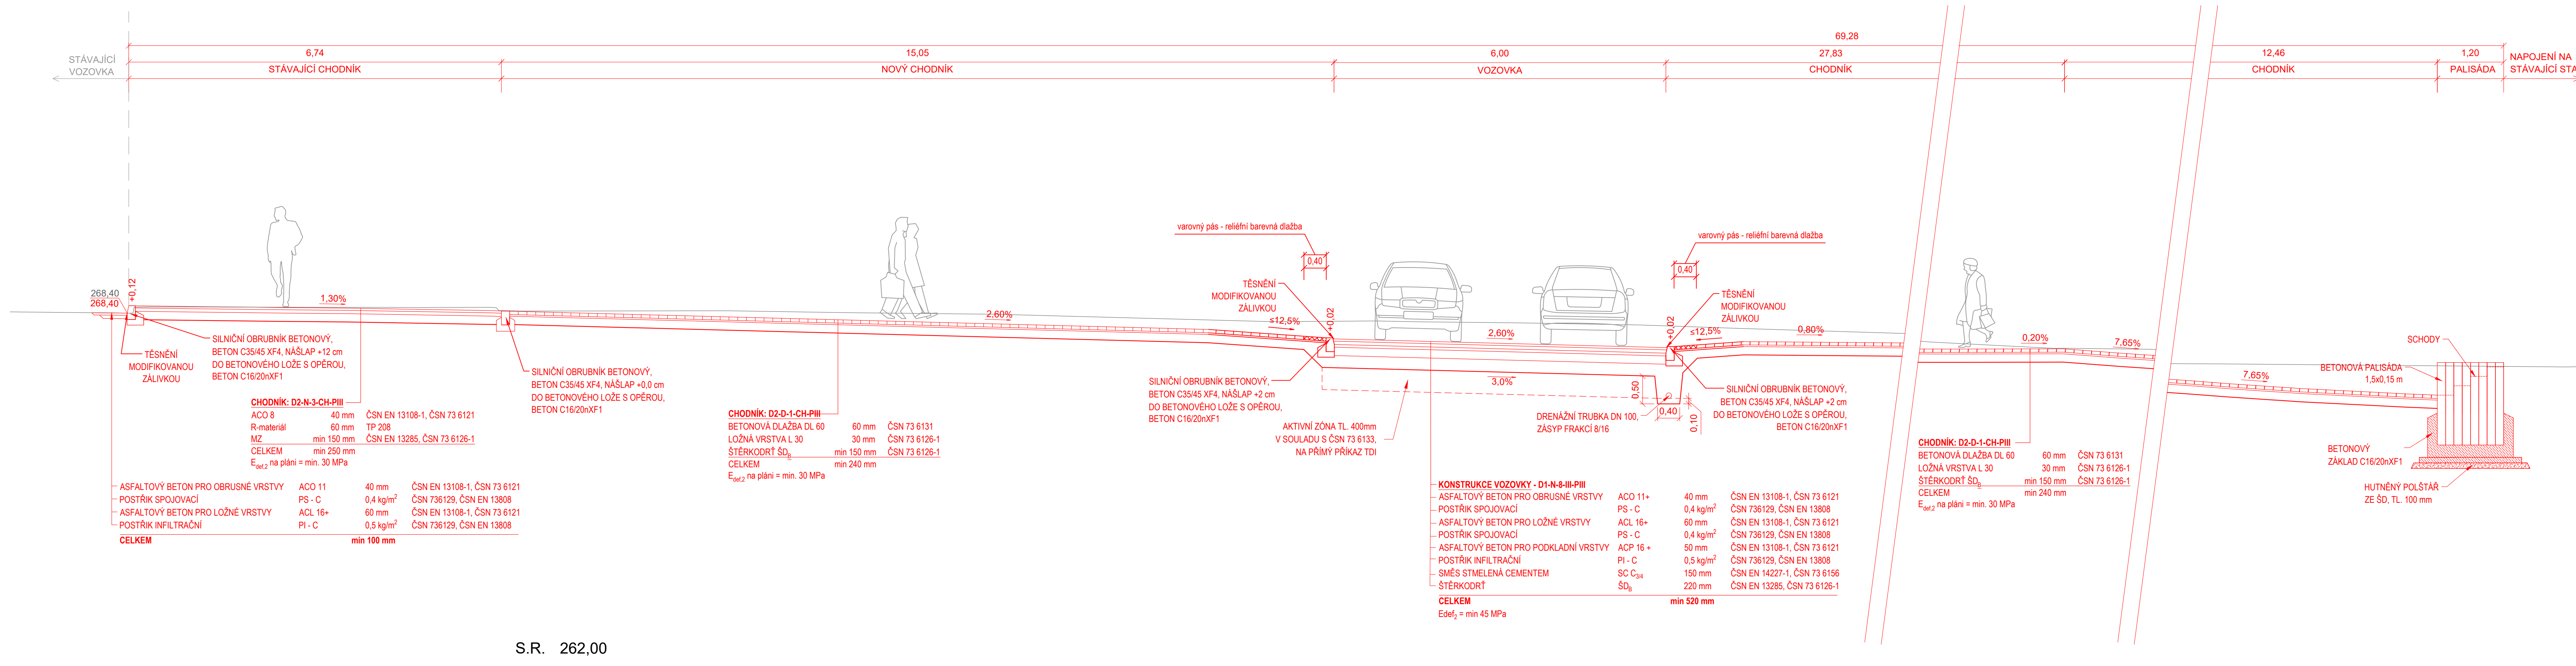 69,28
6,74
15,05
6,00
27,83
12,46
1,20
STÁVAJÍCÍ
VOZOVKA
STÁVAJÍCÍ CHODNÍK
NOVÝ CHODNÍK
VOZOVKA
CHODNÍK
CHODNÍK
PALISÁDA
NAPOJENÍ NA
STÁVAJÍCÍ STA
varovný pás - reliéfní barevná dlažba
0,40
varovný pás - reliéfní barevná dlažba
0,40
268,40
268,40
+0,12
1,30%
2,60%
TĚSNĚNÍ
MODIFIKOVANOU
ZÁLIVKOU
≤12,5%
+0,02
2,60%
3,0%
+0,02
≤12,5%
TĚSNĚNÍ
MODIFIKOVANOU
ZÁLIVKOU
0,80%
0,20%
7,65%
7,65%
SCHODY
BETONOVÁ PALISÁDA
1,5x0,15 m
BETONOVÝ
ZÁKLAD C16/20nXF1
HUTNĚNÝ POLŠTÁŘ
ZE ŠD, TL. 100 mm
TĚSNĚNÍ
MODIFIKOVANOU
ZÁLIVKOU
SILNIČNÍ OBRUBNÍK BETONOVÝ,
BETON C35/45 XF4, NÁŠLAP +12 cm
DO BETONOVÉHO LOŽE S OPĚROU,
BETON C16/20nXF1
SILNIČNÍ OBRUBNÍK BETONOVÝ,
BETON C35/45 XF4, NÁŠLAP +0,0 cm
DO BETONOVÉHO LOŽE S OPĚROU,
BETON C16/20nXF1
SILNIČNÍ OBRUBNÍK BETONOVÝ,
BETON C35/45 XF4, NÁŠLAP +2 cm
DO BETONOVÉHO LOŽE S OPĚROU,
BETON C16/20nXF1
AKTIVNÍ ZÓNA TL. 400mm
V SOULADU S ČSN 73 6133,
NA PŘÍMÝ PŘÍKAZ TDI
DRENÁŽNÍ TRUBKA DN 100,
ZÁSYP FRAKCÍ 8/16
0,50
0,40
0,10
SILNIČNÍ OBRUBNÍK BETONOVÝ,
BETON C35/45 XF4, NÁŠLAP +2 cm
DO BETONOVÉHO LOŽE S OPĚROU,
BETON C16/20nXF1
CHODNÍK: D2-N-3-CH-PIII
ACO 8 40 mm ČSN EN 13108-1, ČSN 73 6121
R-materiál 60 mm TP 208
MZ min 150 mm ČSN EN 13285, ČSN 73 6126-1
CELKEM min 250 mm
Edef,2 na pláni = min. 30 MPa
ASFALTOVÝ BETON PRO OBRUSNÉ VRSTVY ACO 11 40 mm ČSN EN 13108-1, ČSN 73 6121
POSTŘIK SPOJOVACÍ PS - C 0,4 kg/m2 ČSN 736129, ČSN EN 13808
ASFALTOVÝ BETON PRO LOŽNÉ VRSTVY ACL 16+ 60 mm ČSN EN 13108-1, ČSN 73 6121
POSTŘIK INFILTRAČNÍ PI - C 0,5 kg/m2 ČSN 736129, ČSN EN 13808
CELKEM min 100 mm
CHODNÍK: D2-D-1-CH-PIII
BETONOVÁ DLAŽBA DL 60 60 mm ČSN 73 6131
LOŽNÁ VRSTVA L 30 30 mm ČSN 73 6126-1
ŠTĚRKODRŤ ŠDB min 150 mm ČSN 73 6126-1
CELKEM min 240 mm
Edef,2 na pláni = min. 30 MPa
KONSTRUKCE VOZOVKY - D1-N-8-III-PIII
ASFALTOVÝ BETON PRO OBRUSNÉ VRSTVY ACO 11+ 40 mm ČSN EN 13108-1, ČSN 73 6121
POSTŘIK SPOJOVACÍ PS - C 0,4 kg/m2 ČSN 736129, ČSN EN 13808
ASFALTOVÝ BETON PRO LOŽNÉ VRSTVY ACL 16+ 60 mm ČSN EN 13108-1, ČSN 73 6121
POSTŘIK SPOJOVACÍ PS - C 0,4 kg/m2 ČSN 736129, ČSN EN 13808
ASFALTOVÝ BETON PRO PODKLADNÍ VRSTVY ACP 16 + 50 mm ČSN EN 13108-1, ČSN 73 6121
POSTŘIK INFILTRAČNÍ PI - C 0,5 kg/m2 ČSN 736129, ČSN EN 13808
SMĚS STMELENÁ CEMENTEM SC C3/4 150 mm ČSN EN 14227-1, ČSN 73 6156
ŠTĚRKODRŤ ŠDB 220 mm ČSN EN 13285, ČSN 73 6126-1
CELKEM min 520 mm
Edef2 = min 45 MPa
CHODNÍK: D2-D-1-CH-PIII
BETONOVÁ DLAŽBA DL 60 60 mm ČSN 73 6131
LOŽNÁ VRSTVA L 30 30 mm ČSN 73 6126-1
ŠTĚRKODRŤ ŠDB min 150 mm ČSN 73 6126-1
CELKEM min 240 mm
Edef,2 na pláni = min. 30 MPa
S.R. 262,00